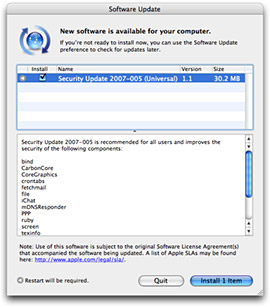 Software Update
New software is available for your computer.
If you're not ready to install now, you can use the Software Update
preference to check for updates later.
Install Name Version Size
Security Update 2007-005 (Universal) 1.1 30.2 MB
Security Update 2007-005 is recommended for all users and improves the
security of the following components:
bind
CarbonCore
CoreGraphics
crontabs
fetchmail
file
iChat
mDNSResponder
PPP
ruby
screen
texinfo
Note: Use of this software is subject to the original Software License Agreement(s)
that accompanied the software being updated. A list of Apple SLAs may be found
here: http://www.apple.com/legal/sla/.
Restart will be required.
Quit
Install 1 Item